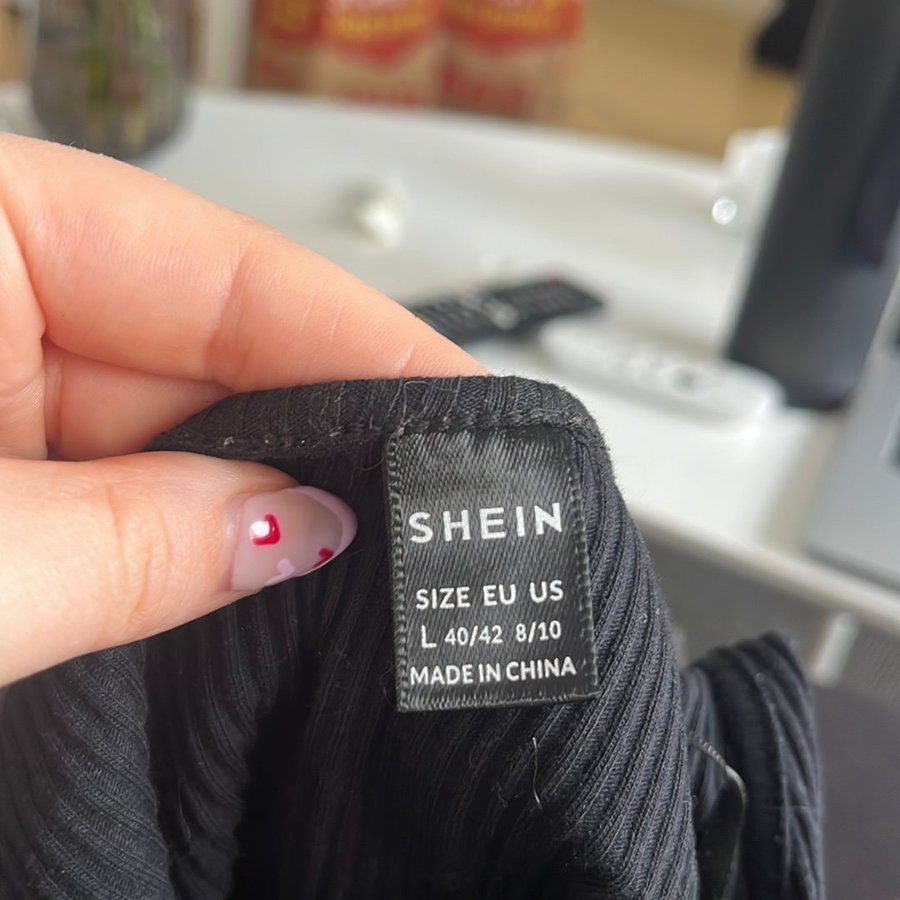 SHEIN
SIZE EU US
L 40/42 8/10
MADE IN CHINA